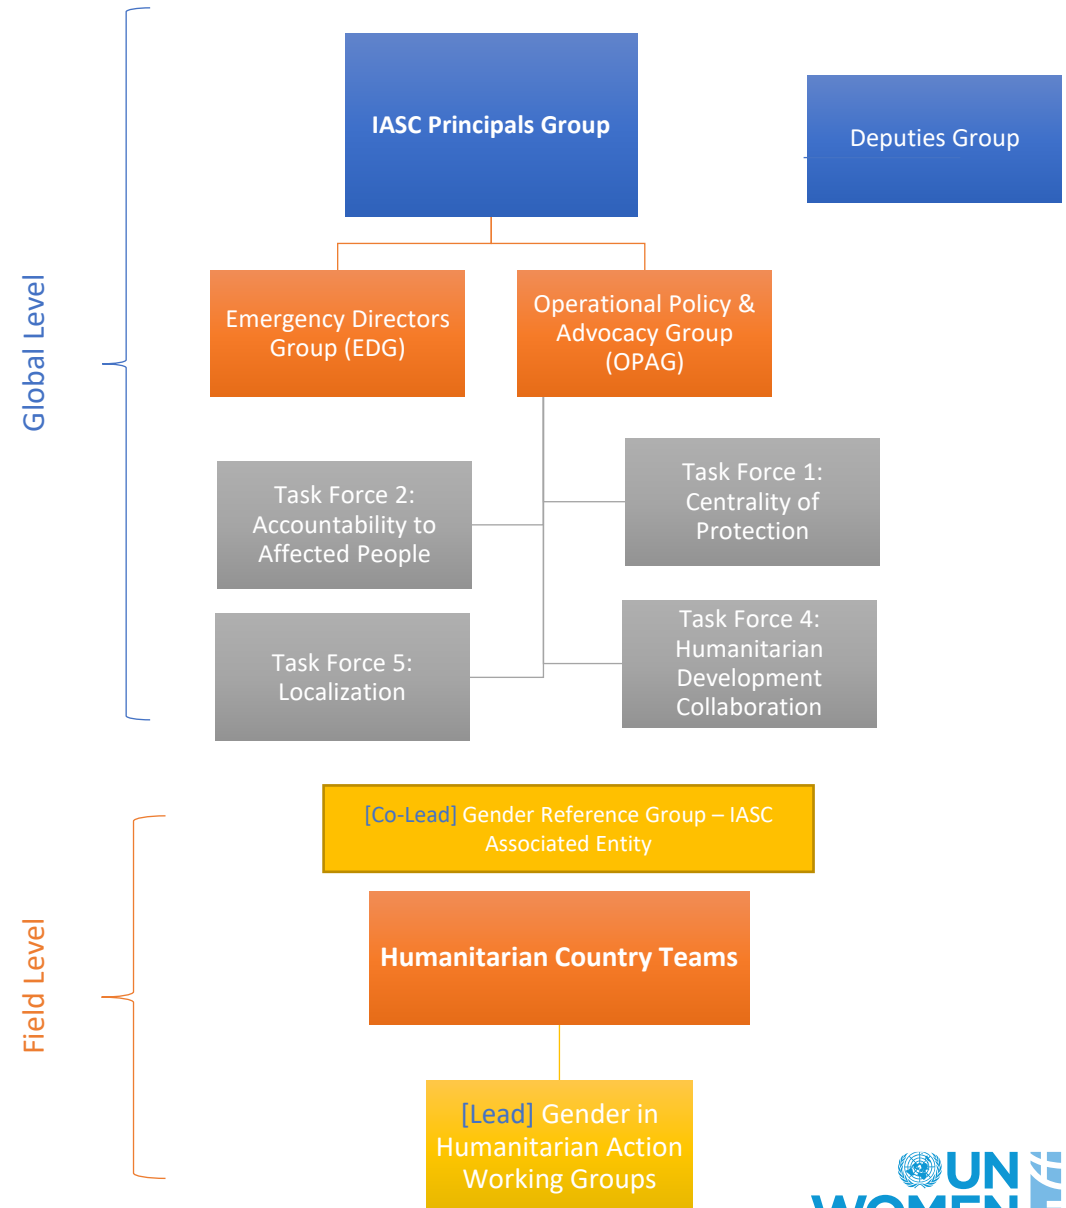 IASC Principals Group
Deputies Group
Global Level
Emergency Directors
Group (EDG)
Operational Policy &
Advocacy Group
(OPAG)
Task Force 2:
Accountability to
Affected People
Task Force 1:
Centrality of
Protection
Task Force 5:
Localization
Task Force 4:
Humanitarian
Development
Collaboration
[Co-Lead] Gender Reference Group – IASC
Associated Entity
Field Level
Humanitarian Country Teams
[Lead] Gender in
Humanitarian Action
Working Groups
UN
WOMEN